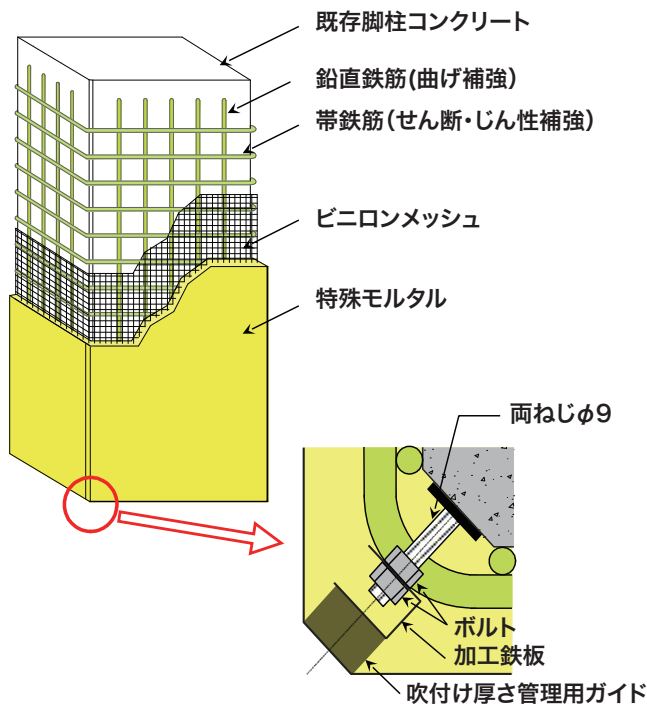 既存脚柱コンクリート
鉛直鉄筋(曲げ補強)
帯鉄筋(せん断・じん性補強)
ビニロンメッシュ
特殊モルタル
両ねじφ9
ボルト
加工鉄板
吹付け厚さ管理用ガイド